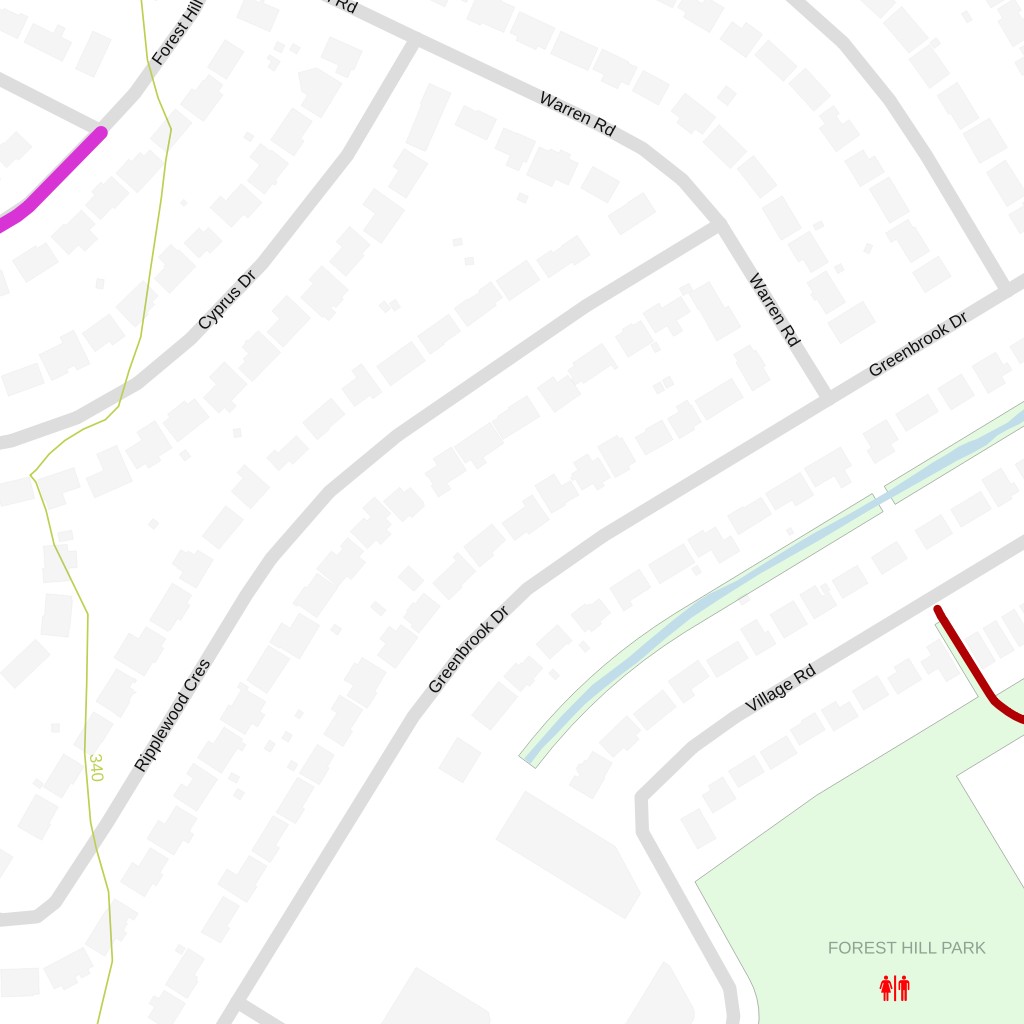 Rd
Forest Hill
Warren Rd
Warren Rd
Cyprus Dr
Greenbrook Dr
Greenbrook Dr
Ripplewood Cres
Village Rd
340
FOREST HILL PARK